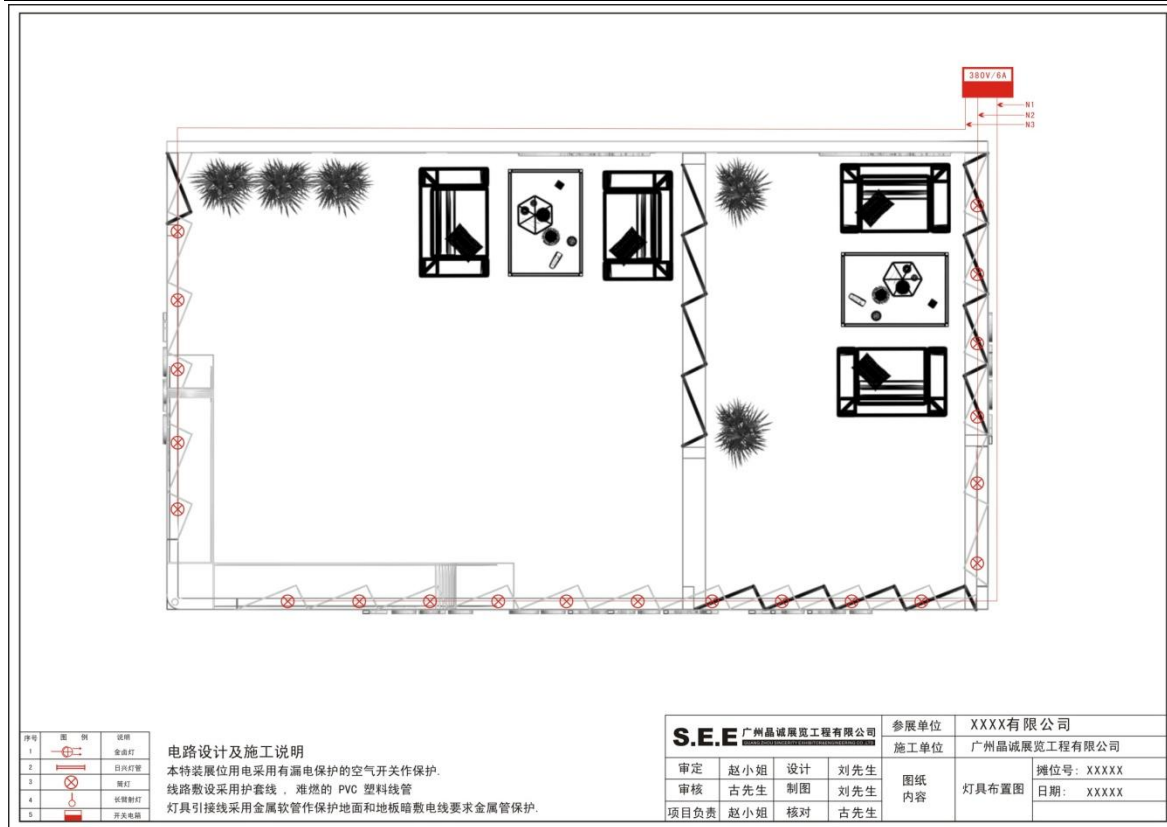 380V/6A
N1
N2
N3
序号 图 例 说明
1 金卤灯
2 日兴灯管
3 筒灯
4 长臂射灯
5 开关电箱
电路设计及施工说明
本特装展位用电采用有漏电保护的空气开关作保护.
线路敷设采用护套线 , 难燃的 PVC 塑料线管
灯具引接线采用金属软管作保护地面和地板暗敷电线要求金属管保护.
S.E.E 广州晶诚展览工程有限公司
参展单位 XXXX有限公司
施工单位 广州晶诚展览工程有限公司
审定 赵小姐 设计 刘先生
审核 古先生 制图 刘先生
项目负责 赵小姐 核对 古先生
图纸
内容
灯具布置图
摊位号: XXXXX
日期: XXXXX